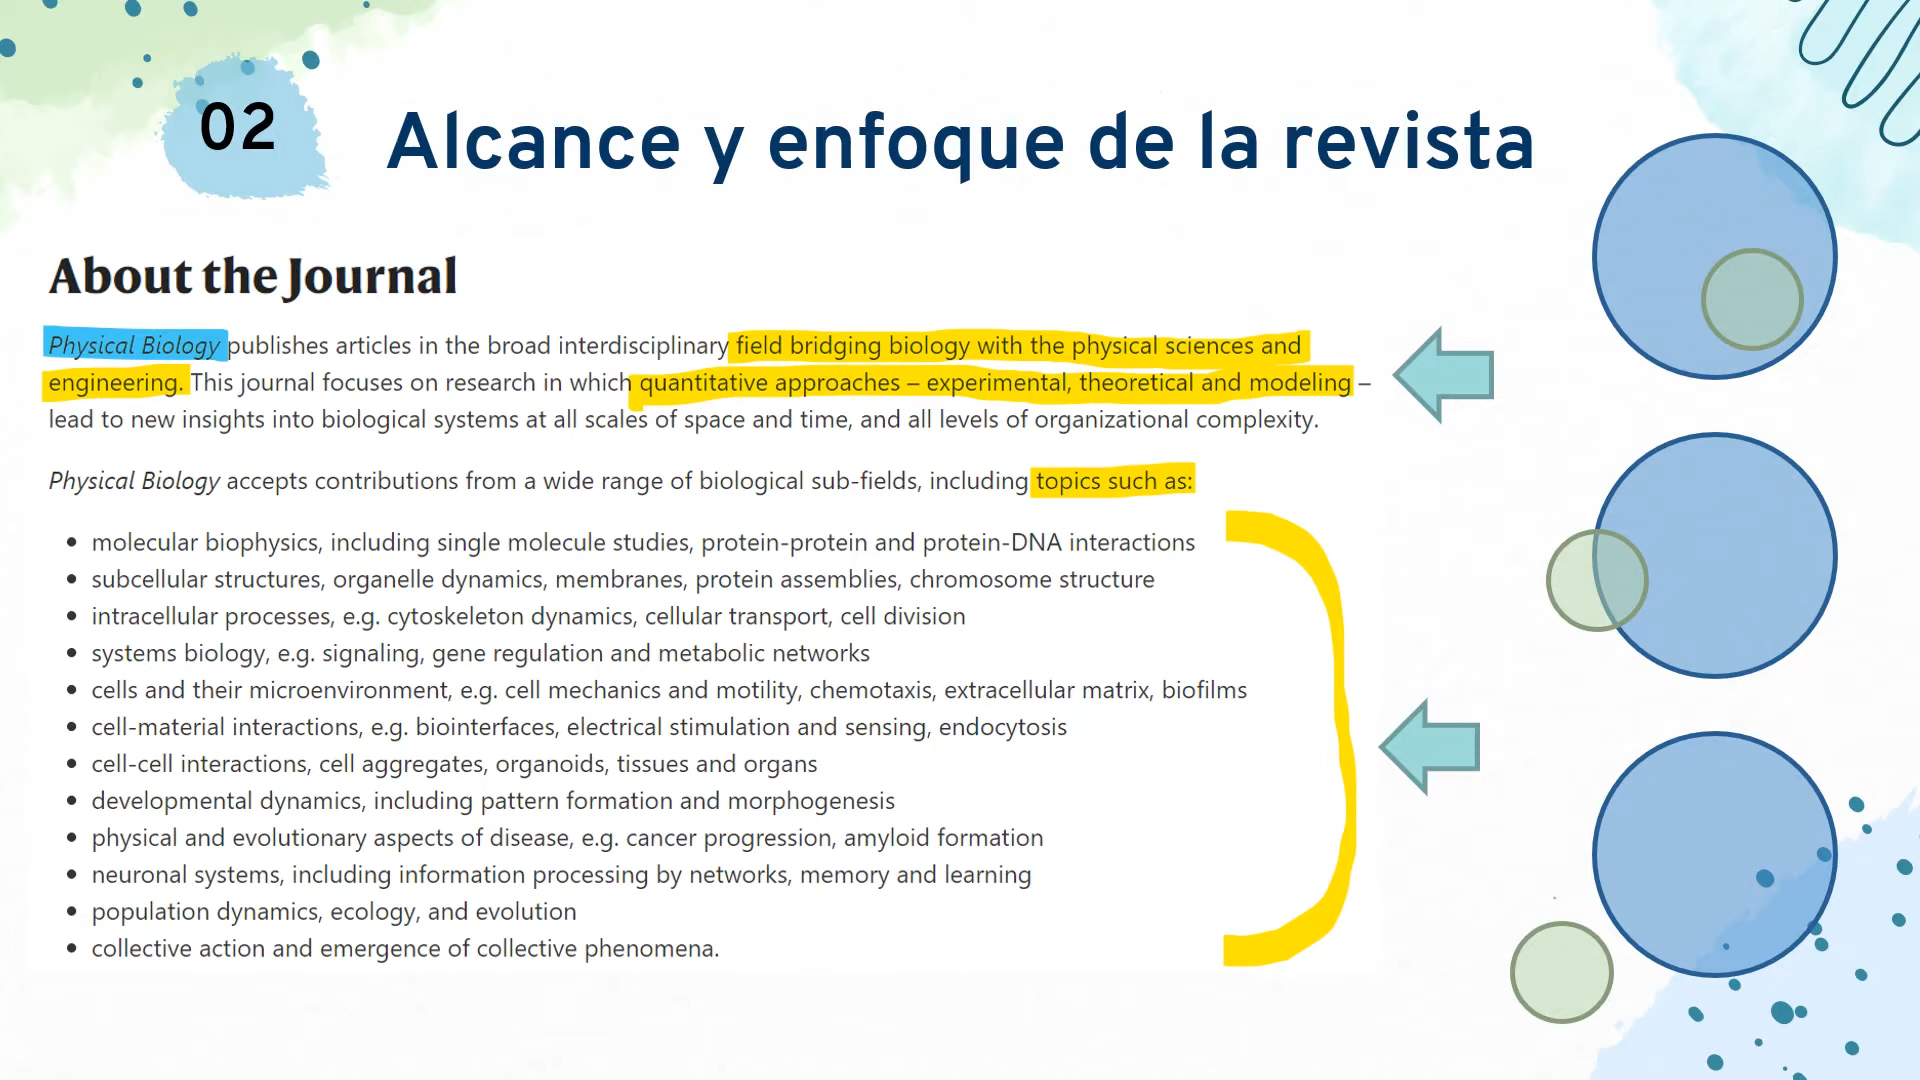 02
Alcance y enfoque de la revista
About the Journal
Physical Biology publishes articles in the broad interdisciplinary field bridging biology with the physical sciences and
engineering. This journal focuses on research in which quantitative approaches – experimental, theoretical and modeling –
lead to new insights into biological systems at all scales of space and time, and all levels of organizational complexity.
Physical Biology accepts contributions from a wide range of biological sub-fields, including topics such as:
• molecular biophysics, including single molecule studies, protein-protein and protein-DNA interactions
• subcellular structures, organelle dynamics, membranes, protein assemblies, chromosome structure
• intracellular processes, e.g. cytoskeleton dynamics, cellular transport, cell division
• systems biology, e.g. signaling, gene regulation and metabolic networks
• cells and their microenvironment, e.g. cell mechanics and motility, chemotaxis, extracellular matrix, biofilms
• cell-material interactions, e.g. biointerfaces, electrical stimulation and sensing, endocytosis
• cell-cell interactions, cell aggregates, organoids, tissues and organs
• developmental dynamics, including pattern formation and morphogenesis
• physical and evolutionary aspects of disease, e.g. cancer progression, amyloid formation
• neuronal systems, including information processing by networks, memory and learning
• population dynamics, ecology, and evolution
• collective action and emergence of collective phenomena.